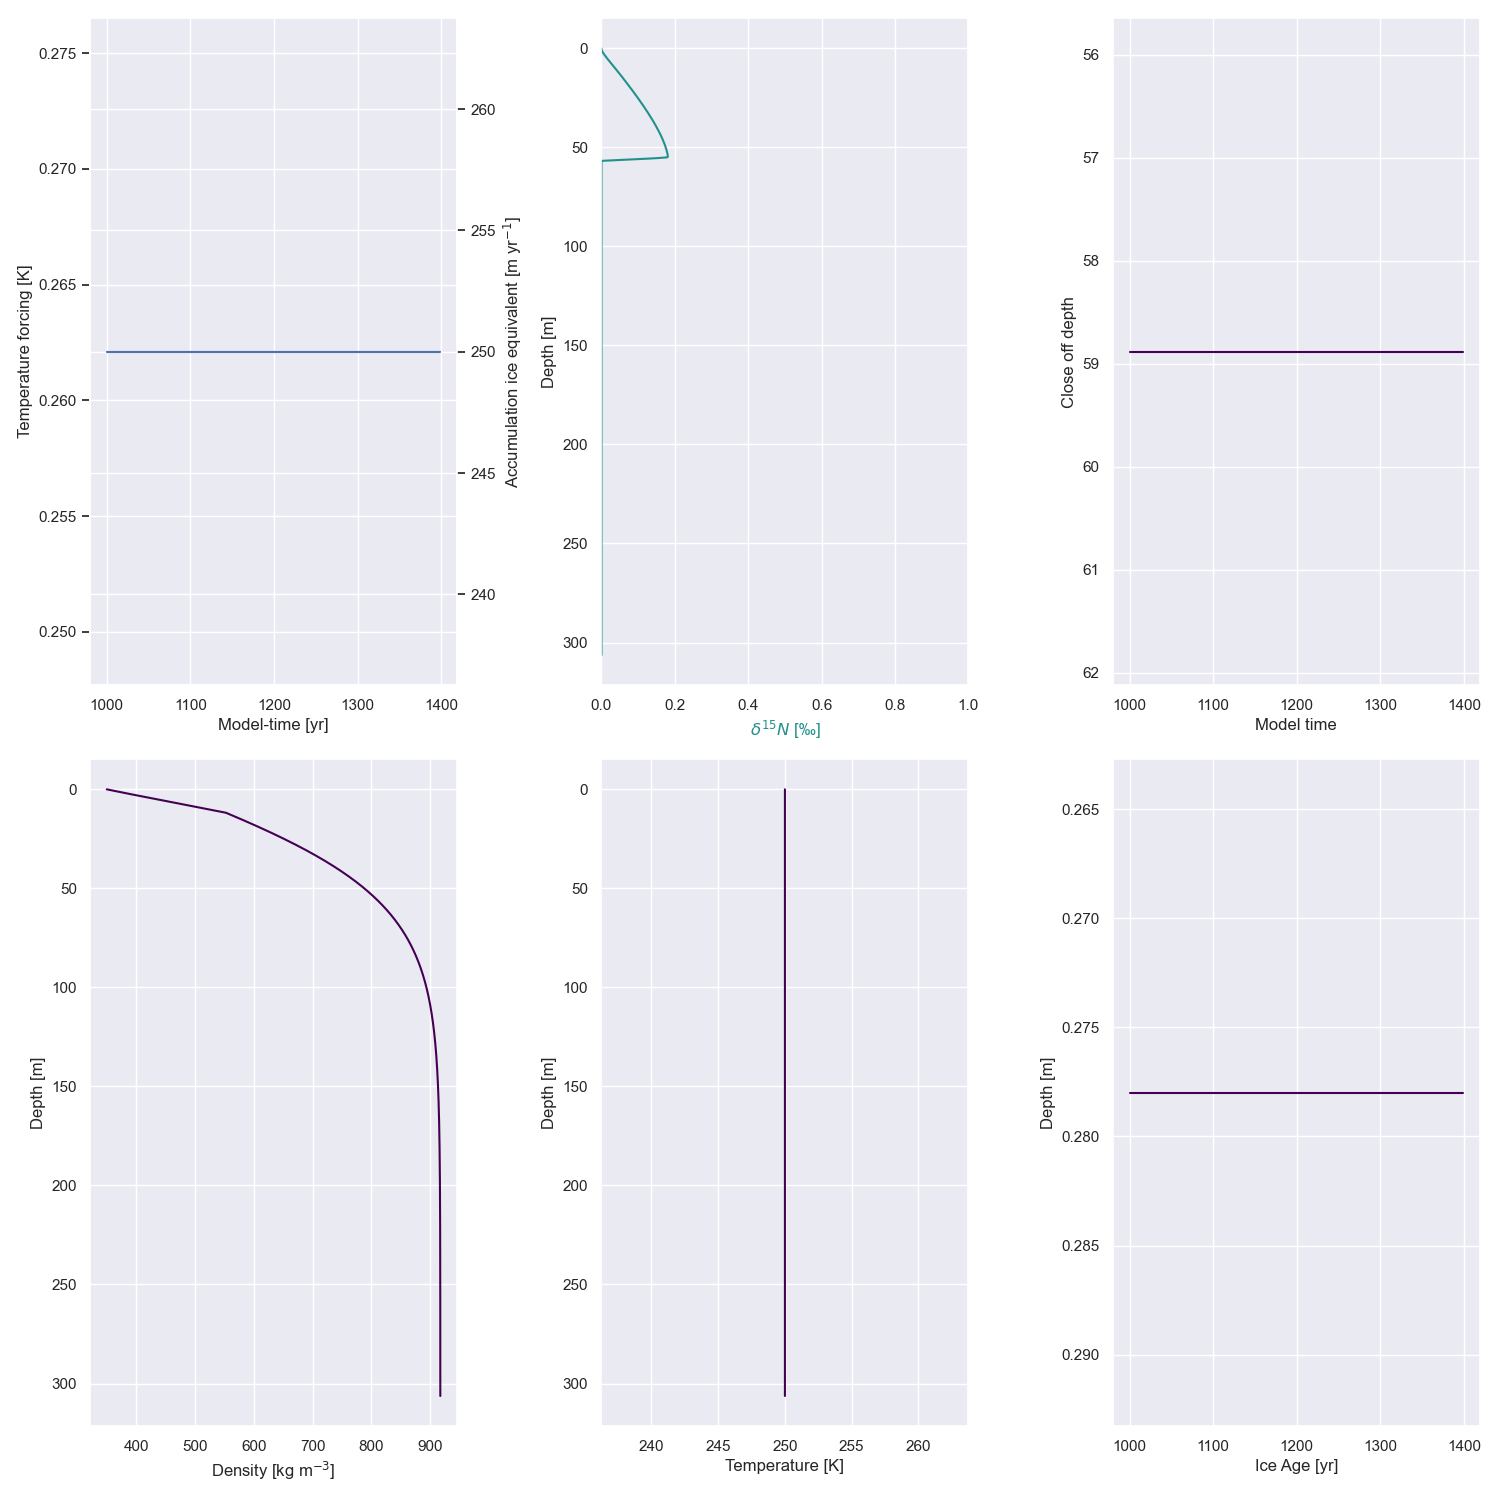 0.275
0.270
0.265
0.260
0.255
0.250
Temperature forcing [K]
1000 1100 1200 1300 1400
Model-time [yr]
260
255
250
245
240
Accumulation ice equivalent [m yr⁻¹]
0
50
100
150
200
250
300
Depth [m]
0.0 0.2 0.4 0.6 0.8 1.0
δ¹⁵N [‰]
56
57
58
59
60
61
62
Close off depth
1000 1100 1200 1300 1400
Model time
0
50
100
150
200
250
300
Depth [m]
400 500 600 700 800 900
Density [kg m⁻³]
0
50
100
150
200
250
300
Depth [m]
240 245 250 255 260
Temperature [K]
0.265
0.270
0.275
0.280
0.285
0.290
Depth [m]
1000 1100 1200 1300 1400
Ice Age [yr]